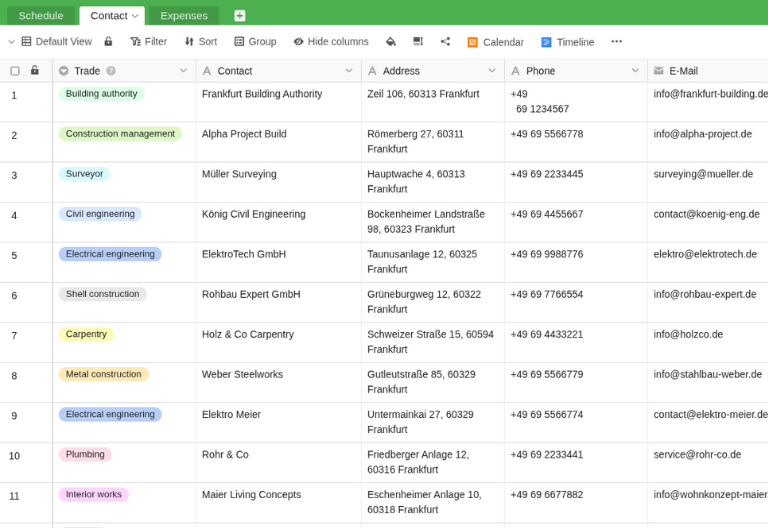 Schedule Contact Expenses
Default View Filter Sort Group Hide columns Calendar Timeline
Trade ? Contact Address Phone E-Mail
1 Building authority Frankfurt Building Authority Zeil 106, 60313 Frankfurt +49 info@frankfurt-building.de
69 1234567
2 Construction management Alpha Project Build Römerberg 27, 60311 +49 69 5566778 info@alpha-project.de
Frankfurt
3 Surveyor Müller Surveying Hauptwache 4, 60313 +49 69 2233445 surveying@mueller.de
Frankfurt
4 Civil engineering König Civil Engineering Bockenheimer Landstraße +49 69 4455667 contact@koenig-eng.de
98, 60323 Frankfurt
5 Electrical engineering ElektroTech GmbH Taunusanlage 12, 60325 +49 69 9988776 elektro@elektrotech.de
Frankfurt
6 Shell construction Rohbau Expert GmbH Grüneburgweg 12, 60322 +49 69 7766554 info@rohbau-expert.de
Frankfurt
7 Carpentry Holz & Co Carpentry Schweizer Straße 15, 60594 +49 69 4433221 info@holzco.de
Frankfurt
8 Metal construction Weber Steelworks Gutleutstraße 85, 60329 +49 69 5566779 info@stahlbau-weber.de
Frankfurt
9 Electrical engineering Elektro Meier Untermainkai 27, 60329 +49 69 5566774 contact@elektro-meier.de
Frankfurt
10 Plumbing Rohr & Co Friedberger Anlage 12, +49 69 2233441 service@rohr-co.de
60316 Frankfurt
11 Interior works Maier Living Concepts Eschenheimer Anlage 10, +49 69 6677882 info@wohnkonzept-maier
60318 Frankfurt